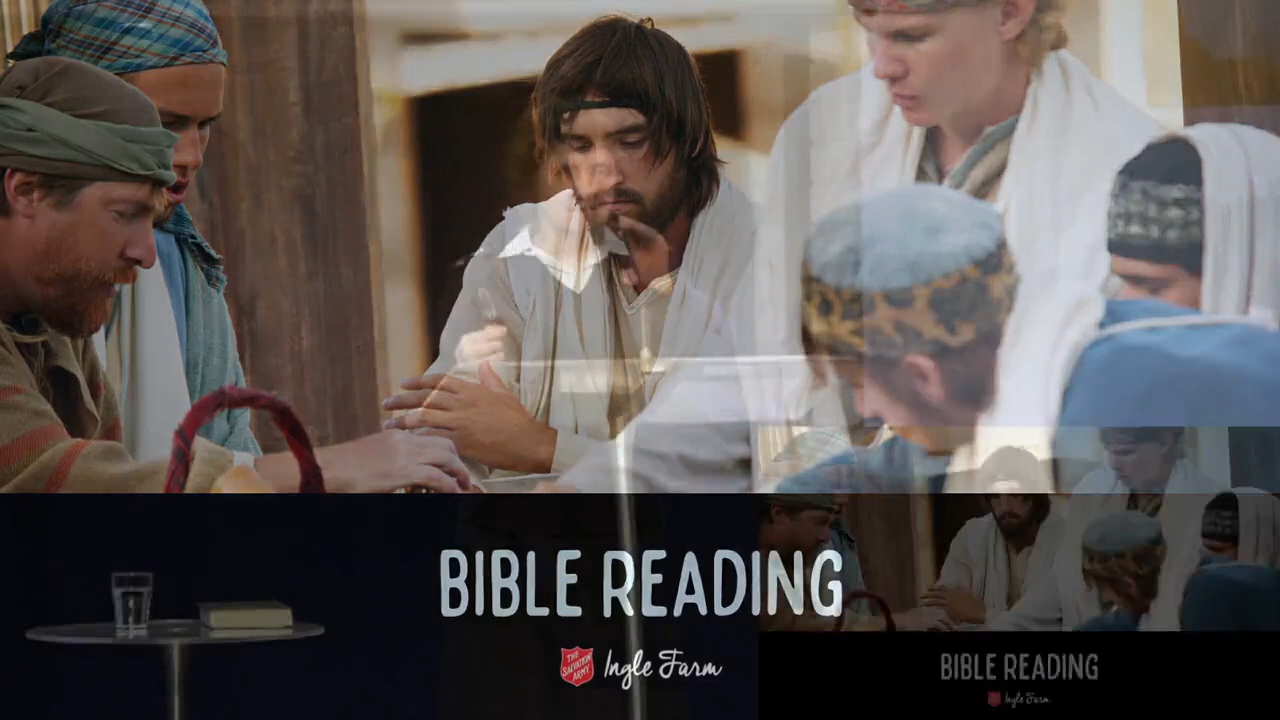 BIBLE READING
THE
SALVATION
ARMY
Ingle Farm
BIBLE READING
Ingle Farm